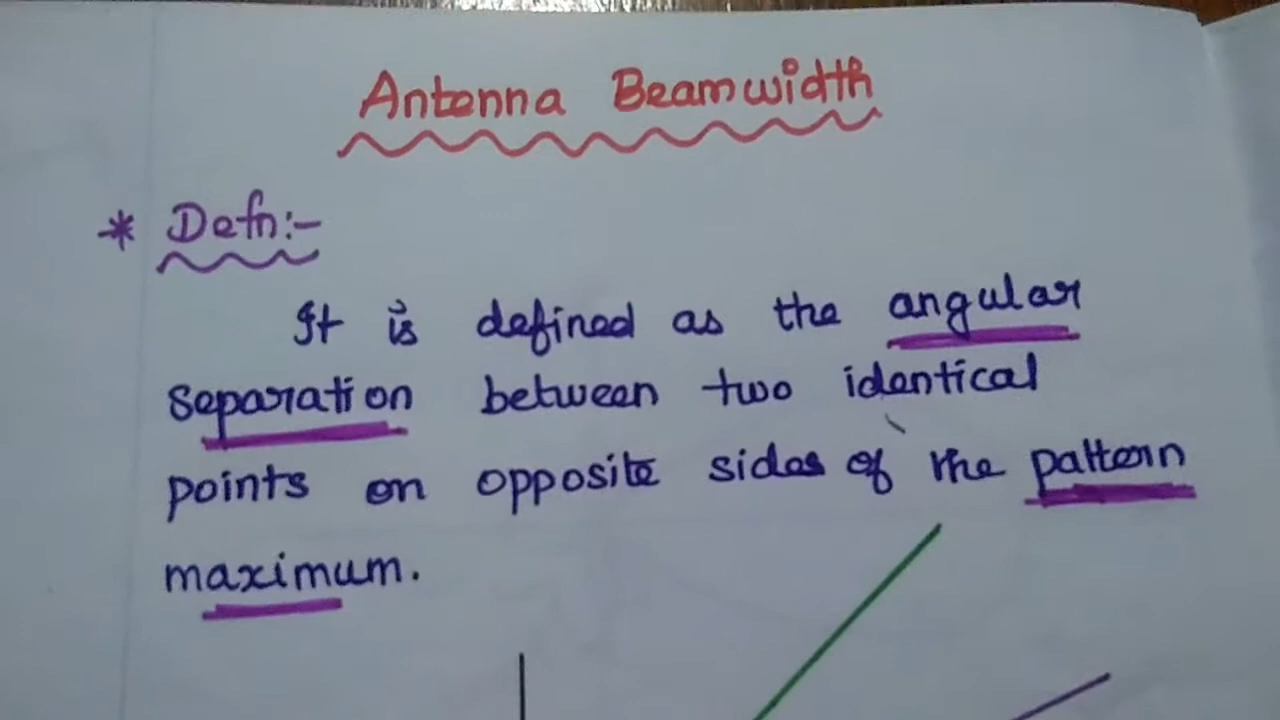 Antenna Beamwidth
* Defn:-
It is defined as the angular
separation between two identical
points on opposite sides of the pattern
maximum.